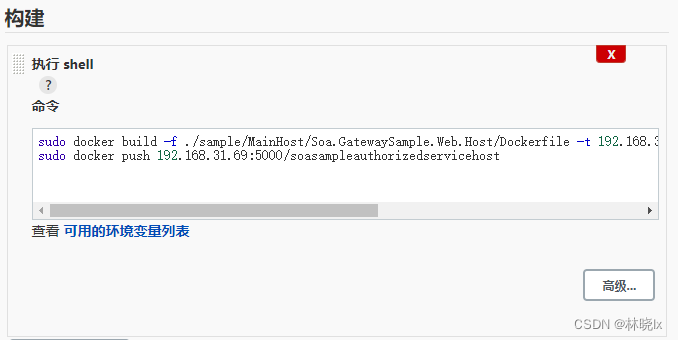 构建
执行 shell
X
?
命令
sudo docker build -f ./sample/MainHost/Soa.GatewaySample.Web.Host/Dockerfile -t 192.168.3
sudo docker push 192.168.31.69:5000/soasampleauthorizedservicehost
查看 可用的环境变量列表
高级...
CSDN @林晓lx